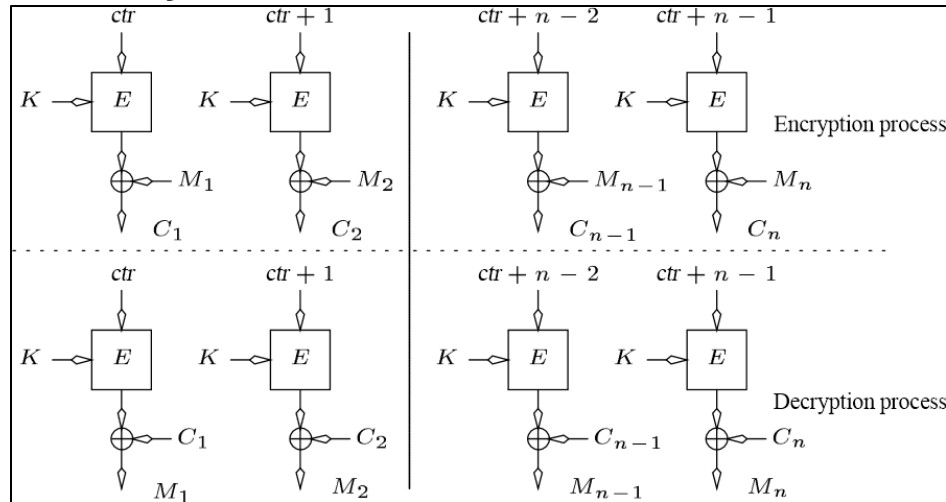 ctr ctr + 1 ctr + n − 2 ctr + n − 1
K E K E K E K E
Encryption process
M₁ M₂ Mₙ₋₁ Mₙ
C₁ C₂ Cₙ₋₁ Cₙ
ctr ctr + 1 ctr + n − 2 ctr + n − 1
K E K E K E K E
Decryption process
C₁ C₂ Cₙ₋₁ Cₙ
M₁ M₂ Mₙ₋₁ Mₙ